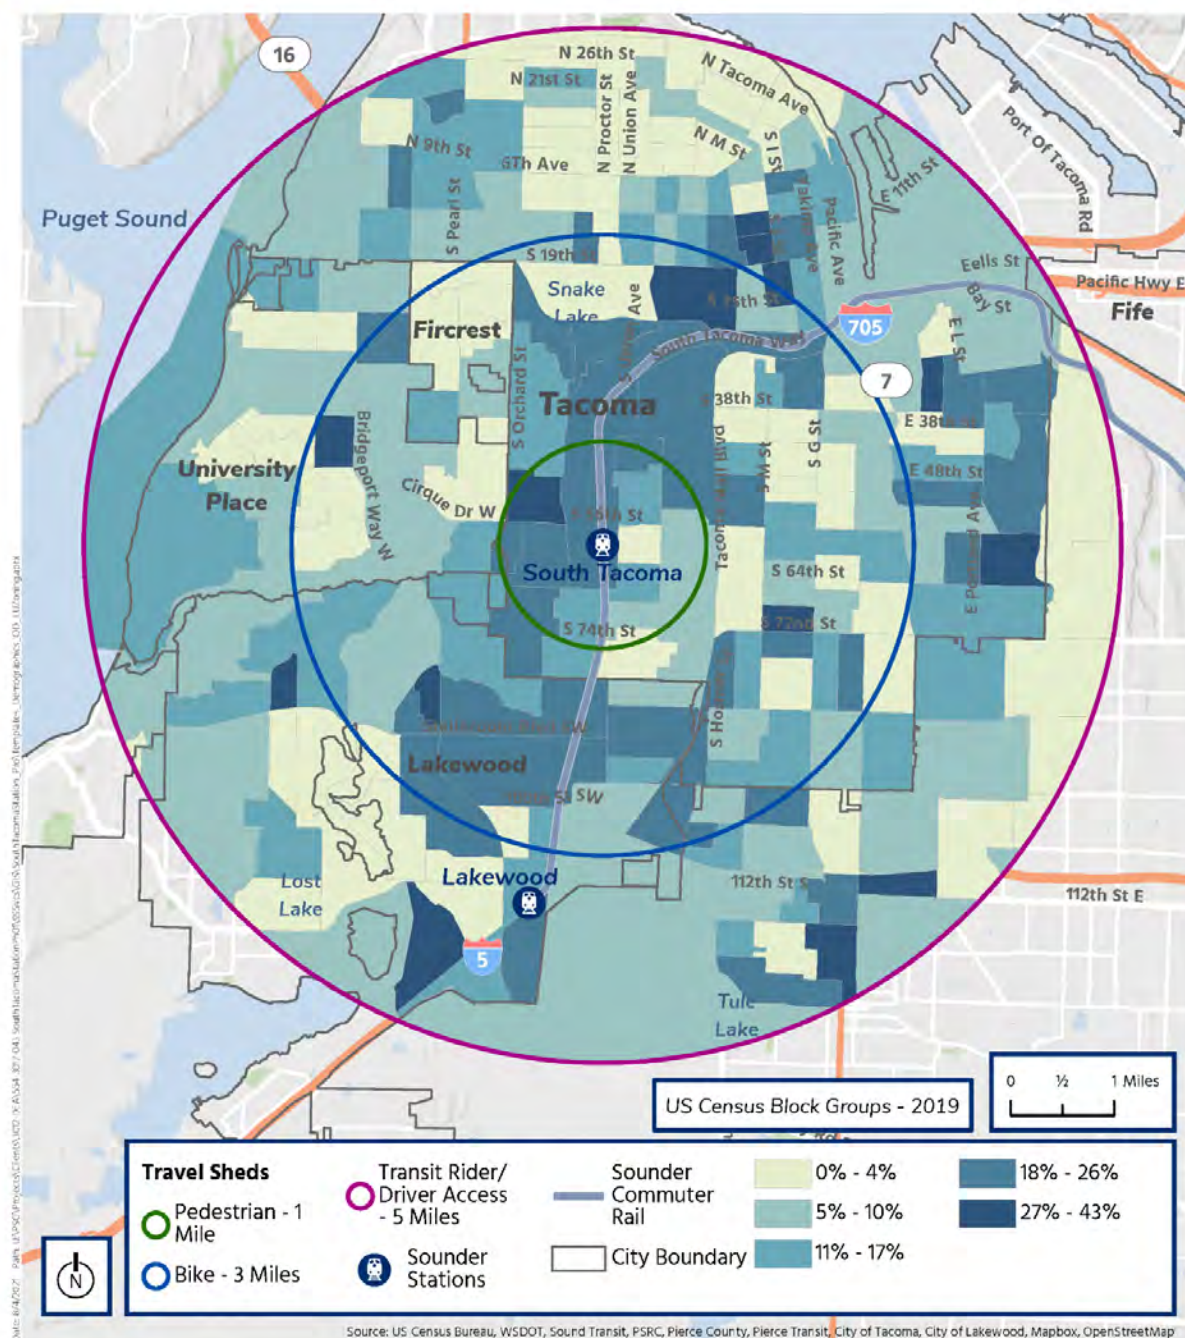 16
N 26th St
N 21st St
N Tacoma Ave
N Proctor St
N Union Ave
N M St
S I St
N 9th St
6Th Ave
Port of Tacoma Rd
E 11th St
Puget Sound
S Pearl St
Yakima Ave
Pacific Ave
S 19th St
Eells St
Bay St
Pacific Hwy E
Fife
Snake
Lake
Fircrest
705
E L St
South Tacoma Way
7
S Orchard St
Tacoma
38th St
E 38th St
S G St
S M St
Bridgeport Way W
University
Place
Cirque Dr W
Tacoma Mall Blvd
E 48th St
E Portland Ave
South Tacoma
S 64th St
S 74th St
S 72nd St
Lakewood
SW
Lakewood
112th St S
112th St E
Lost
Lake
5
Tule
Lake
US Census Block Groups - 2019
0 ½ 1 Miles
Travel Sheds
Pedestrian - 1
Mile
Bike - 3 Miles
Transit Rider/
Driver Access
- 5 Miles
Sounder
Stations
Sounder
Commuter
Rail
City Boundary
0% - 4%
5% - 10%
11% - 17%
18% - 26%
27% - 43%
N
Source: US Census Bureau, WSDOT, Sound Transit, PSRC, Pierce County, Pierce Transit, City of Tacoma, City of Lakewood, Mapbox, OpenStreetMap